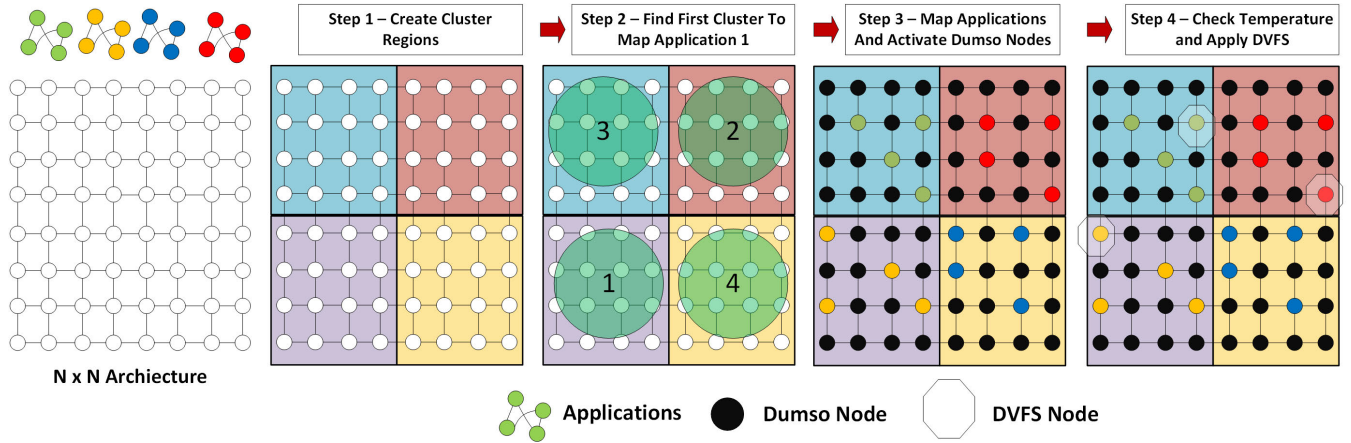 Step 1 – Create Cluster
Regions
Step 2 – Find First Cluster To
Map Application 1
Step 3 – Map Applications
And Activate Dumso Nodes
Step 4 – Check Temperature
and Apply DVFS
3
2
1
4
N x N Archiecture
Applications
Dumso Node
DVFS Node